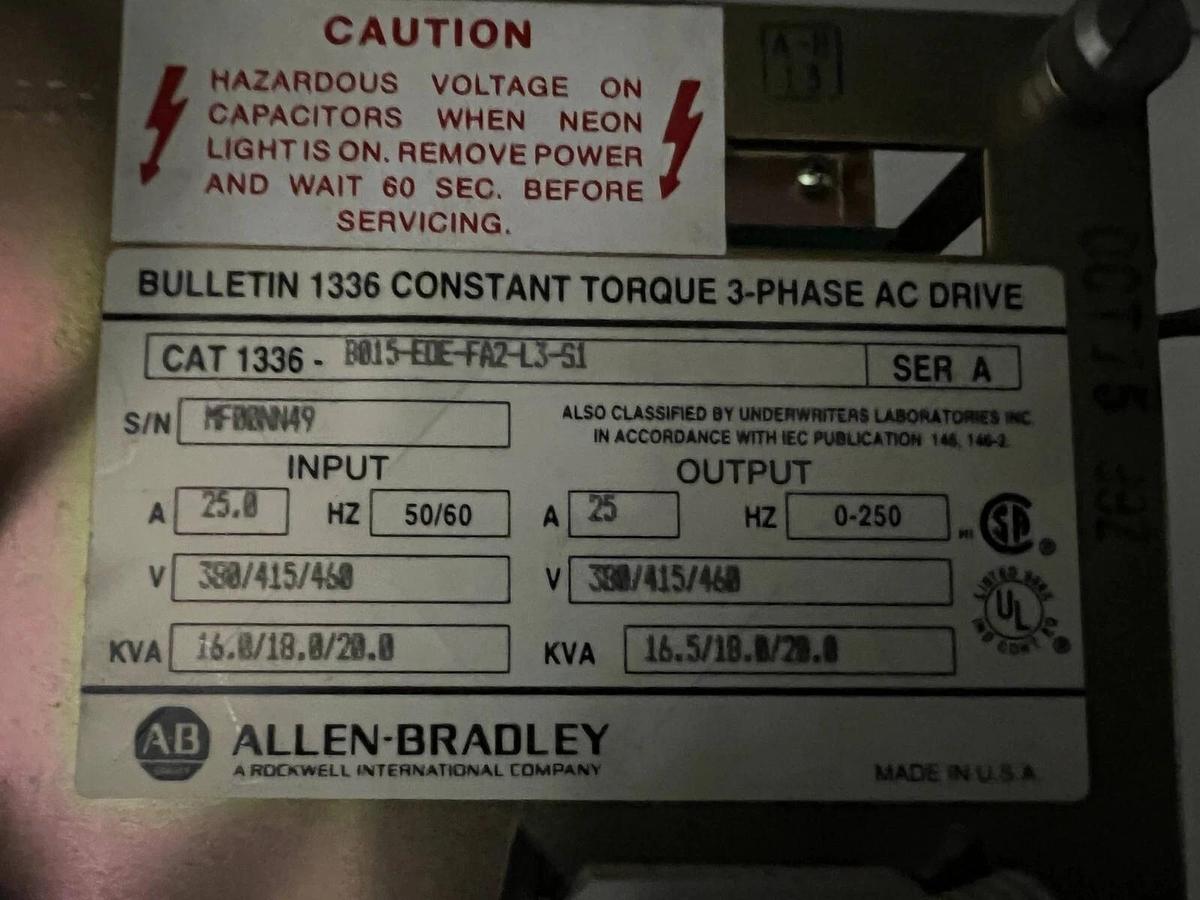 CAUTION
HAZARDOUS VOLTAGE ON
CAPACITORS WHEN NEON
LIGHT IS ON. REMOVE POWER
AND WAIT 60 SEC. BEFORE
SERVICING.
BULLETIN 1336 CONSTANT TORQUE 3-PHASE AC DRIVE
CAT 1336 - B015-EOE-FA2-L3-S1 SER A
S/N
ALSO CLASSIFIED BY UNDERWRITERS LABORATORIES INC.
IN ACCORDANCE WITH IEC PUBLICATION 146, 146-2.
INPUT OUTPUT
A 25.0 HZ 50/60 A 25 HZ 0-250
V 380/415/460 V 380/415/460
KVA 16.0/18.0/20.0 KVA 16.5/18.0/20.0
UL
AB ALLEN-BRADLEY
A ROCKWELL INTERNATIONAL COMPANY
MADE IN U.S.A.